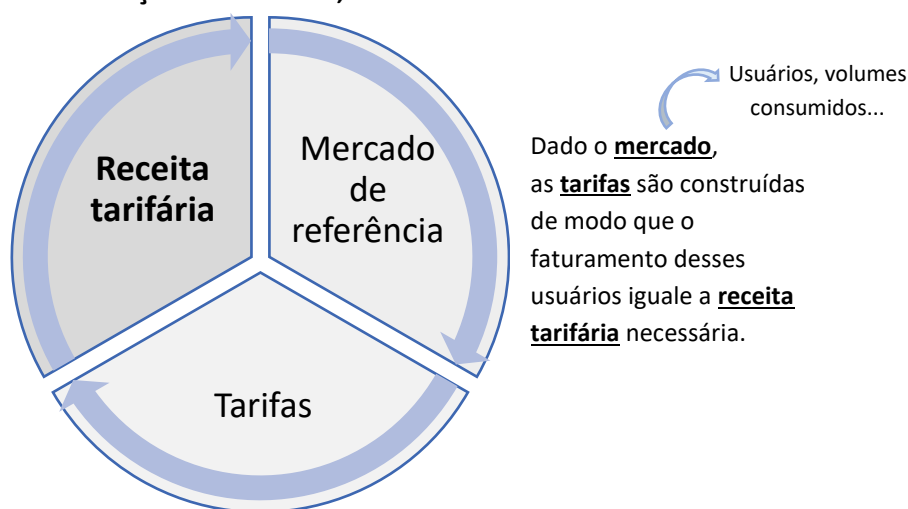 Receita
tarifária
Mercado
de
referência
Tarifas
Usuários, volumes
consumidos...
Dado o mercado,
as tarifas são construídas
de modo que o
faturamento desses
usuários iguale a receita
tarifária necessária.